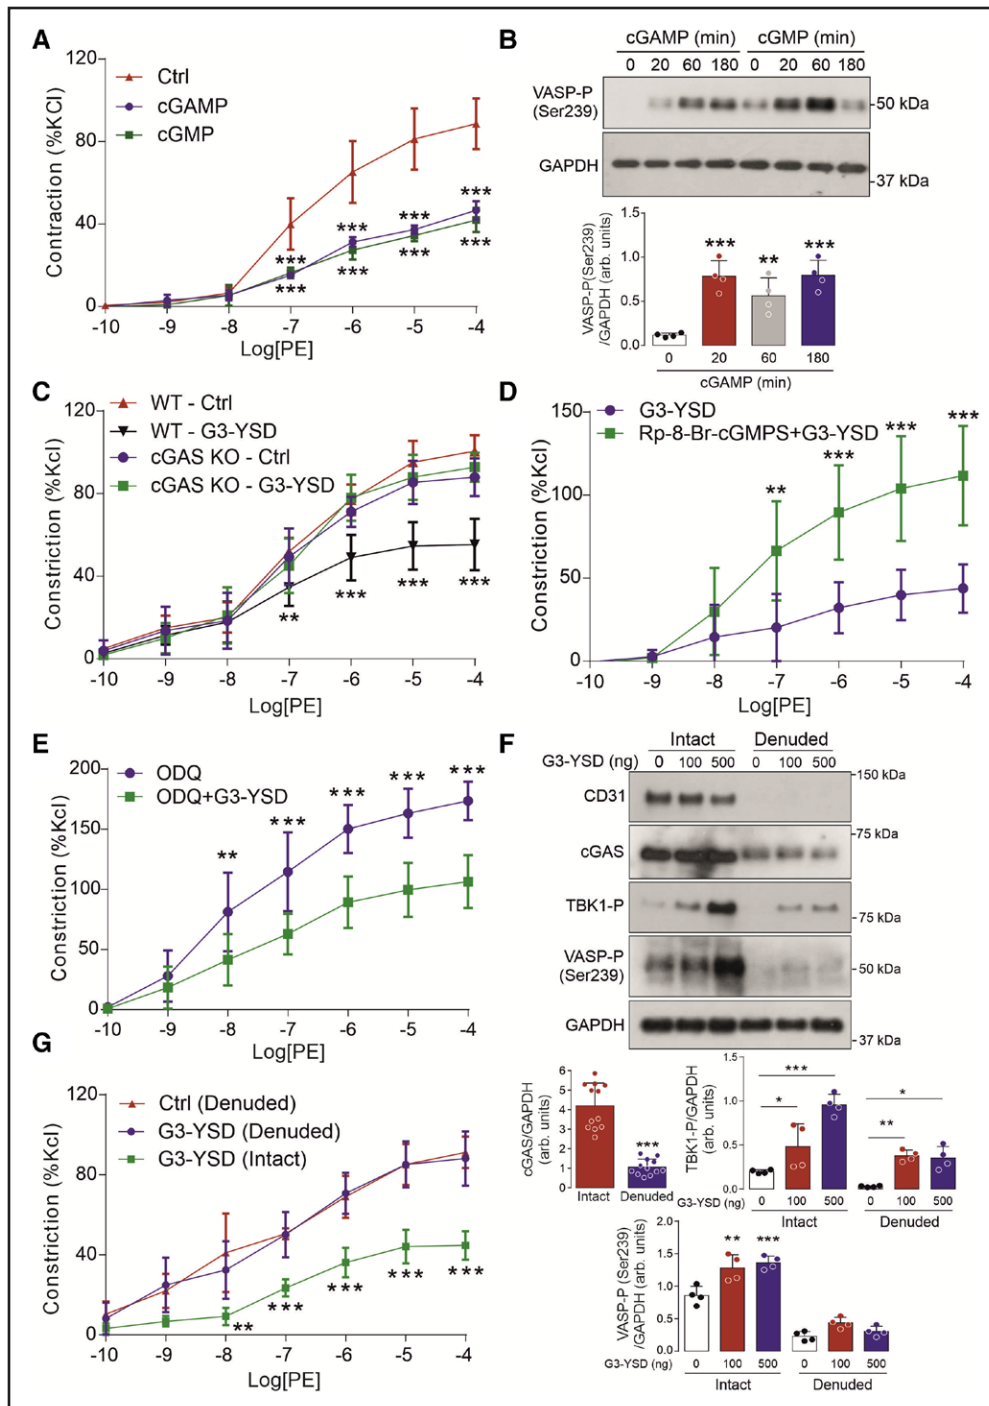 A
120
80
40
0
Contraction (%KCl)
Ctrl
cGAMP
cGMP
***
***
***
***
***
***
***
***
-10 -9 -8 -7 -6 -5 -4
Log[PE]
B
cGAMP (min) cGMP (min)
0 20 60 180 0 20 60 180
VASP-P
(Ser239)
50 kDa
GAPDH
37 kDa
1.5
1.0
0.5
0.0
VASP-P(Ser239)
/GAPDH (arb. units)
*** ** ***
0 20 60 180
cGAMP (min)
C
120
80
40
0
Constriction (%Kcl)
WT - Ctrl
WT - G3-YSD
cGAS KO - Ctrl
cGAS KO - G3-YSD
** *** *** ***
-10 -9 -8 -7 -6 -5 -4
Log[PE]
D
150
100
50
0
Constriction (%Kcl)
G3-YSD
Rp-8-Br-cGMPS+G3-YSD
** *** *** ***
-10 -9 -8 -7 -6 -5 -4
Log[PE]
E
200
150
100
50
0
Constriction (%Kcl)
ODQ
ODQ+G3-YSD
** *** *** *** ***
-10 -9 -8 -7 -6 -5 -4
Log[PE]
F
Intact Denuded
G3-YSD (ng) 0 100 500 0 100 500
150 kDa
CD31
75 kDa
cGAS
TBK1-P
75 kDa
VASP-P
(Ser239)
50 kDa
GAPDH
37 kDa
6
5
4
3
2
1
0
cGAS/GAPDH
(arb. units)
***
Intact Denuded
1.5
1.0
0.5
0.0
TBK1-P/GAPDH
(arb. units)
***
*
*
**
G3-YSD (ng) 0 100 500 0 100 500
Intact Denuded
2.0
1.5
1.0
0.5
0.0
VASP-P (Ser239)
/GAPDH (arb. units)
** ***
G3-YSD (ng) 0 100 500 0 100 500
Intact Denuded
G
120
80
40
0
Constriction (%Kcl)
Ctrl (Denuded)
G3-YSD (Denuded)
G3-YSD (Intact)
** *** *** *** ***
-10 -9 -8 -7 -6 -5 -4
Log[PE]